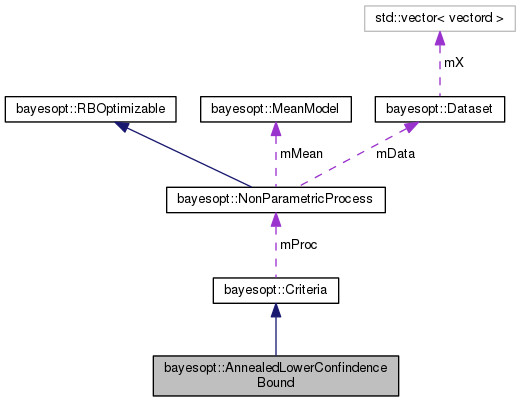 std::vector< vectord >
mX
bayesopt::RBOptimizable
bayesopt::MeanModel
bayesopt::Dataset
mMean
mData
bayesopt::NonParametricProcess
mProc
bayesopt::Criteria
bayesopt::AnnealedLowerConfindence
Bound